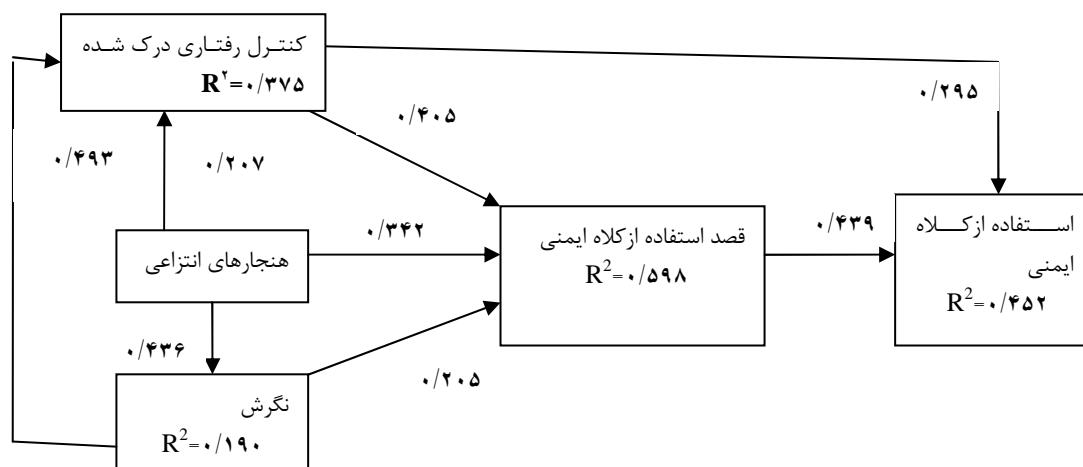 کنترل رفتاری درک شده
R²=۰/۳۷۵
۰/۲۹۵
۰/۴۰۵
۰/۴۹۳
۰/۲۰۷
استفاده ازکلاه
ایمنی
R²=۰/۴۵۲
قصد استفاده ازکلاه ایمنی
R²=۰/۵۹۸
۰/۴۳۹
۰/۳۴۲
هنجارهای انتزاعی
۰/۴۳۶
۰/۲۰۵
نگرش
R²=۰/۱۹۰